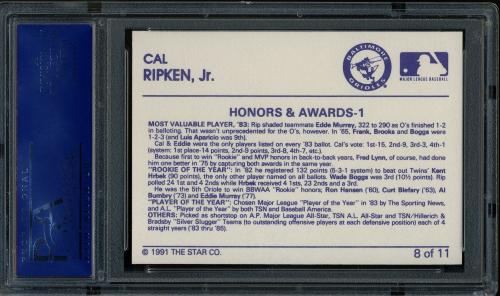 CAL
RIPKEN, Jr.
BALTIMORE
ORIOLES
MAJOR LEAGUE BASEBALL
HONORS & AWARDS-1
MOST VALUABLE PLAYER, '83: Rip shaded teammate Edde Murray, 322 to 290 as O's finished 1-2
in balloting. That wasn't unprecedented for the O's, however. In '66, Frank, Brooks and Boggs were
1-2-3 (and Luis Aparicio was 9th).
Cal & Eddie were the only players listed on every '83 ballot. Cal's vote: 1st-15, 2nd-9, 3rd-4, 4th-1
(system: 1st place-14 points, 2nd-9 points, 3rd-8, 4th-7, etc.).
Because first to win "Rookie" and MVP honors in back-to-back years, Fred Lynn, of course, had done
him one better in '75 by capturing both awards in the same year.
"ROOKIE OF THE YEAR": In '82 he registered 132 points (5-3-1 system) to beat out Twins' Kent
Hrbek (90 points), the only other player named on all ballots. Wade Boggs was 3rd (10½ points). Rip
polled 24 1st and 4 2nds while Hrbek received 4 1sts, 23 2nds and one 3rd.
He was the 5th Oriole to win BBWAA "Rookie" honors: Ron Hansen ('60), Curt Blefary ('63), Al
Bumbry ('73) and Eddie Murray ('77).
"PLAYER OF THE YEAR": Chosen Major League "Player of the Year" in '83 by The Sporting News,
and A.L. "Player of the Year" by both TSN and Baseball America.
OTHERS: Picked as shortstop on A.P. Major League All-Star, TSN A.L. All-Star and TSN/Hillerich &
Bradsby "Silver Slugger" Teams (to outstanding offensive players at each defensive position) each of 4
straight years ('83 thru '86).
© 1991 THE STAR CO.
8 of 11